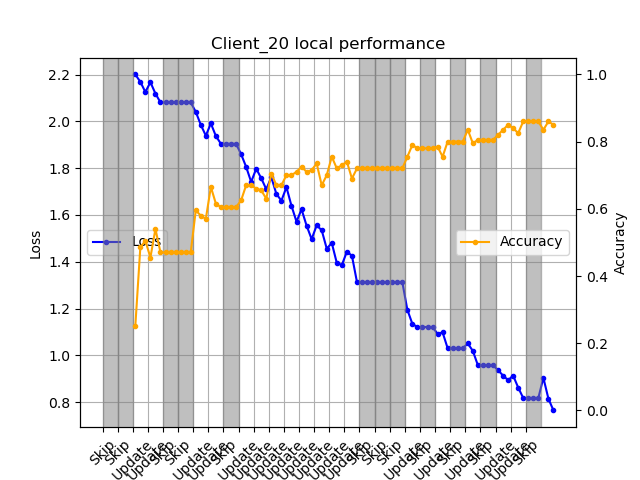 Client_20 local performance
2.2
2.0
1.8
1.6
1.4
1.2
1.0
0.8
Loss
Loss
Accuracy
1.0
0.8
0.6
0.4
0.2
0.0
Accuracy
Skip
Skip
Update
Update
Skip
Skip
Update
Update
Skip
Update
Update
Update
Update
Update
Update
Update
Update
Skip
Skip
Skip
Update
Skip
Update
Skip
Update
Skip
Update
Update
Skip